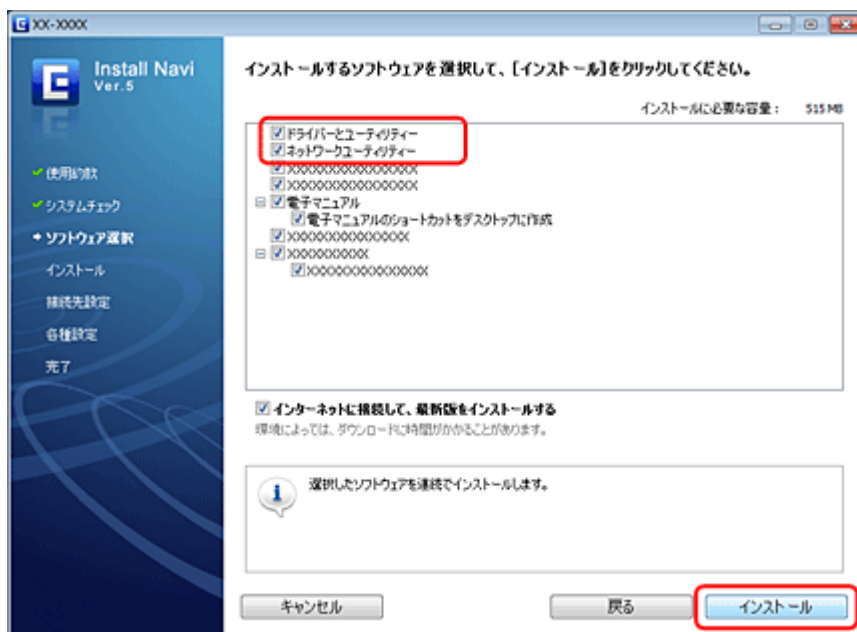 XX-XXXX
Install Navi
Ver.5
使用約款
システムチェック
ソフトウェア選択
インストール
接続先設定
各種設定
完了
インストールするソフトウェアを選択して、[インストール]をクリックしてください。
インストールに必要な容量： 515 MB
ドライバーとユーティリティー
ネットワークユーティリティー
XXXXXXXXXXXXXXXX
XXXXXXXXXXXXXXXX
電子マニュアル
電子マニュアルのショートカットをデスクトップに作成
XXXXXXXXXXXXXXX
XXXXXXXXXX
XXXXXXXXXXXXXXX
インターネットに接続して、最新版をインストールする
環境によっては、ダウンロードに時間がかかることがあります。
選択したソフトウェアを連続でインストールします。
キャンセル
戻る
インストール